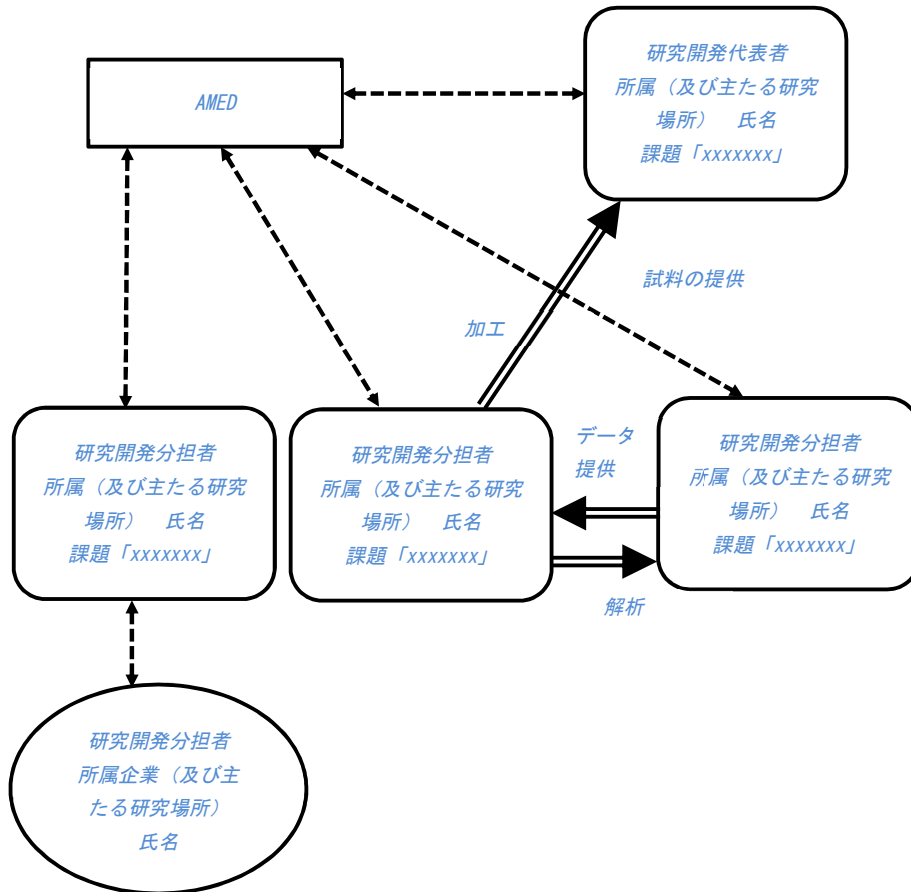 AMED
研究開発代表者
所属（及び主たる研究
場所）　氏名
課題「xxxxxxx」
試料の提供
加工
研究開発分担者
所属（及び主たる研究
場所）　氏名
課題「xxxxxxx」
研究開発分担者
所属（及び主たる研究
場所）　氏名
課題「xxxxxxx」
データ
提供
解析
研究開発分担者
所属（及び主たる研究
場所）　氏名
課題「xxxxxxx」
研究開発分担者
所属企業（及び主
たる研究場所）
氏名